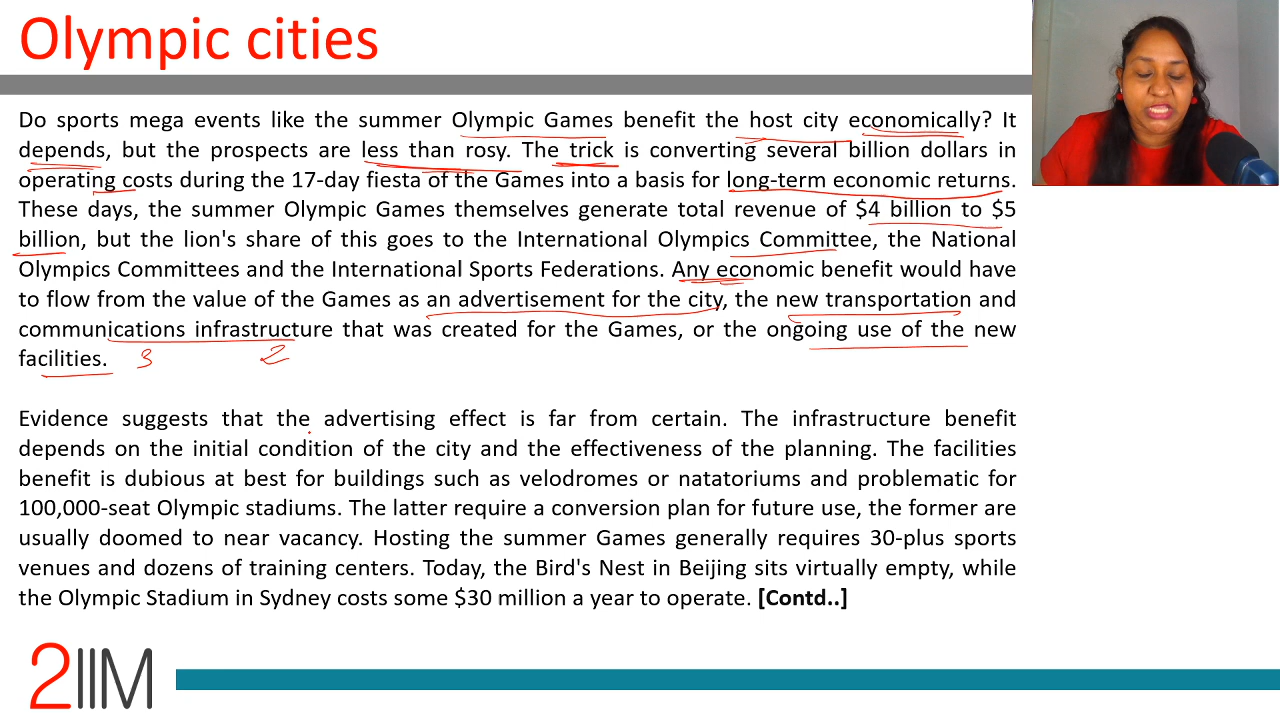 Olympic cities
Do sports mega events like the summer Olympic Games benefit the host city economically? It
depends, but the prospects are less than rosy. The trick is converting several billion dollars in
operating costs during the 17-day fiesta of the Games into a basis for long-term economic returns.
These days, the summer Olympic Games themselves generate total revenue of $4 billion to $5
billion, but the lion's share of this goes to the International Olympics Committee, the National
Olympics Committees and the International Sports Federations. Any economic benefit would have
to flow from the value of the Games as an advertisement for the city, the new transportation and
communications infrastructure that was created for the Games, or the ongoing use of the new
facilities. 3 2
Evidence suggests that the advertising effect is far from certain. The infrastructure benefit
depends on the initial condition of the city and the effectiveness of the planning. The facilities
benefit is dubious at best for buildings such as velodromes or natatoriums and problematic for
100,000-seat Olympic stadiums. The latter require a conversion plan for future use, the former are
usually doomed to near vacancy. Hosting the summer Games generally requires 30-plus sports
venues and dozens of training centers. Today, the Bird's Nest in Beijing sits virtually empty, while
the Olympic Stadium in Sydney costs some $30 million a year to operate. [Contd..]
2IIM